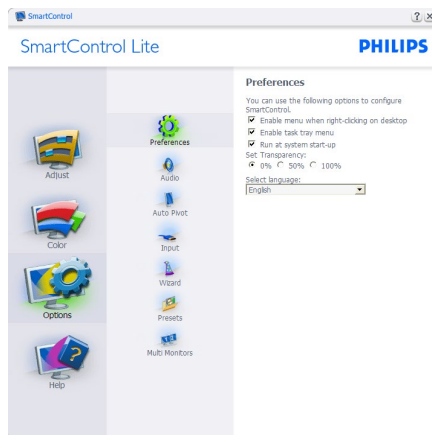 SmartControl
SmartControl Lite
PHILIPS
Adjust
Color
Options
Help
Preferences
Audio
Auto Pivot
Input
Wizard
Presets
Multi Monitors
Preferences
You can use the following options to configure
SmartControl.
Enable menu when right-clicking on desktop
Enable task tray menu
Run at system start-up
Set Transparency:
0% 50% 100%
Select language:
English